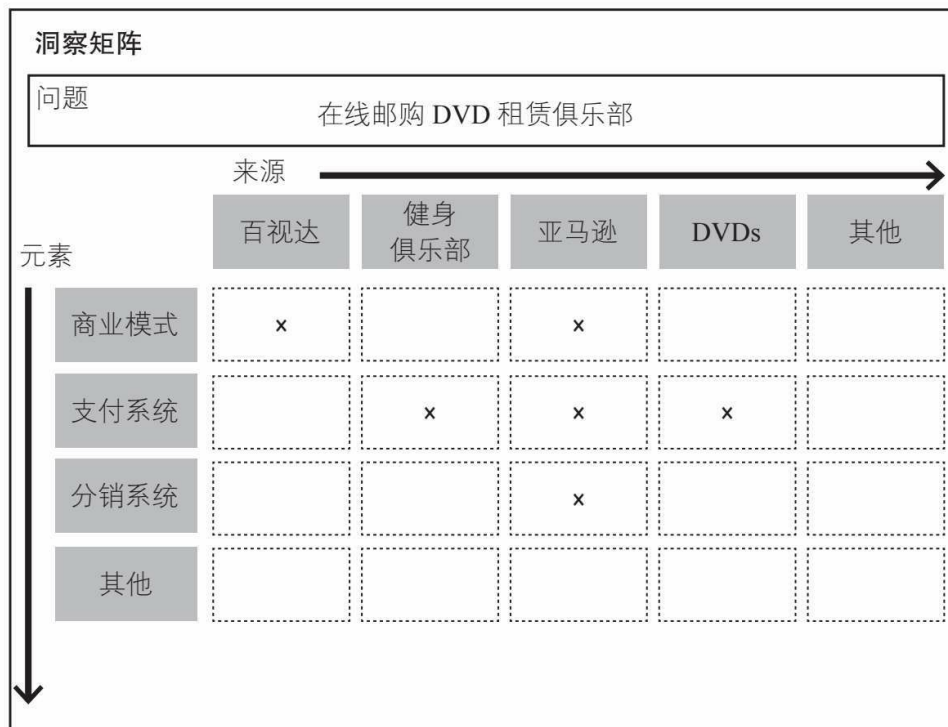 洞察矩阵
问题
在线邮购 DVD 租赁俱乐部
来源
元素
百视达
健身
俱乐部
亚马逊
DVDs
其他
商业模式
x
x
支付系统
x
x
x
分销系统
x
其他